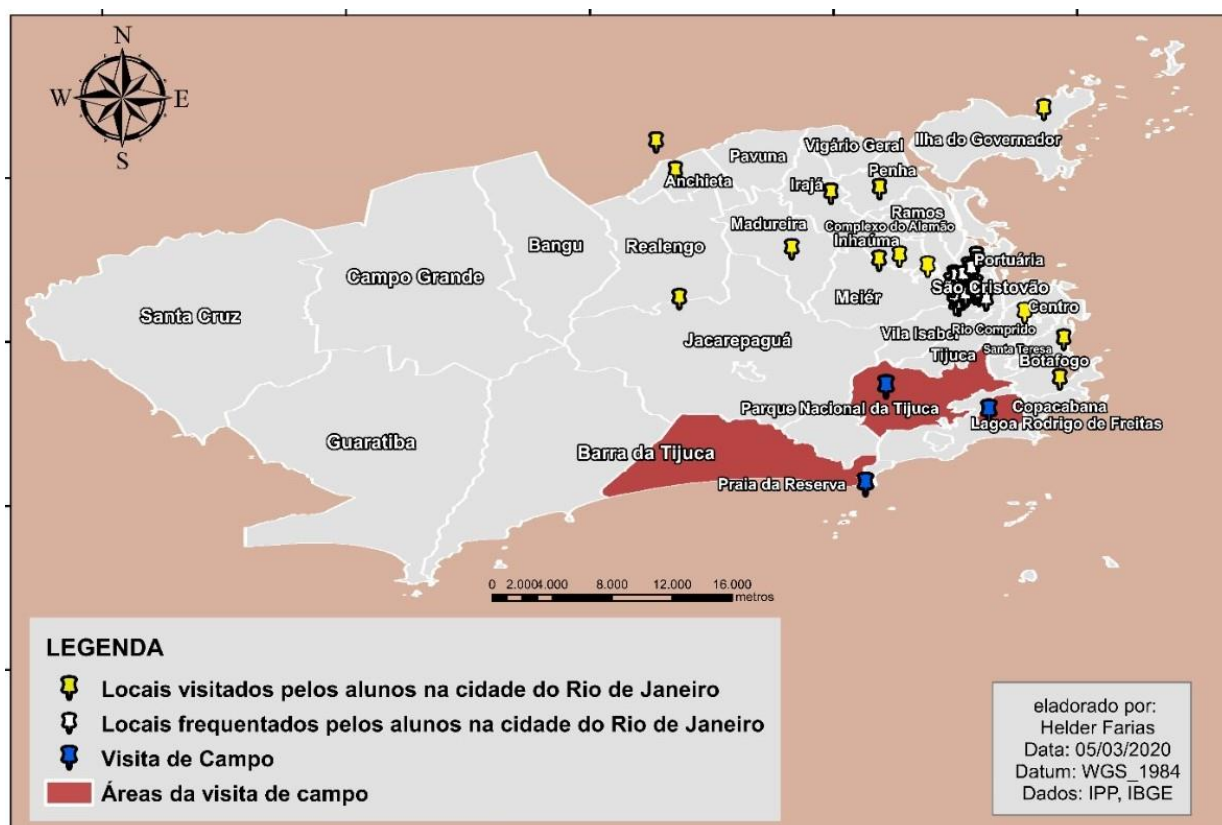 N
W E
S
Ilha do Governador
Vigário Geral
Pavuna
Penha
Anchieta
Irajá
Ramos
Madureira
Complexo do Alemão
Inhaúma
Bangu
Realengo
Portuária
Campo Grande
São Cristovão
Meiér
Santa Cruz
Centro
Vila Isabel
Rio Comprido
Jacarepaguá
Santa Teresa
Tijuca
Botafogo
Parque Nacional da Tijuca
Copacabana
Lagoa Rodrigo de Freitas
Guaratiba
Barra da Tijuca
Praia da Reserva
0 2.0004.000 8.000 12.000 16.000
metros
LEGENDA
Locais visitados pelos alunos na cidade do Rio de Janeiro
Locais frequentados pelos alunos na cidade do Rio de Janeiro
Visita de Campo
Áreas da visita de campo
eladorado por:
Helder Farias
Data: 05/03/2020
Datum: WGS_1984
Dados: IPP, IBGE